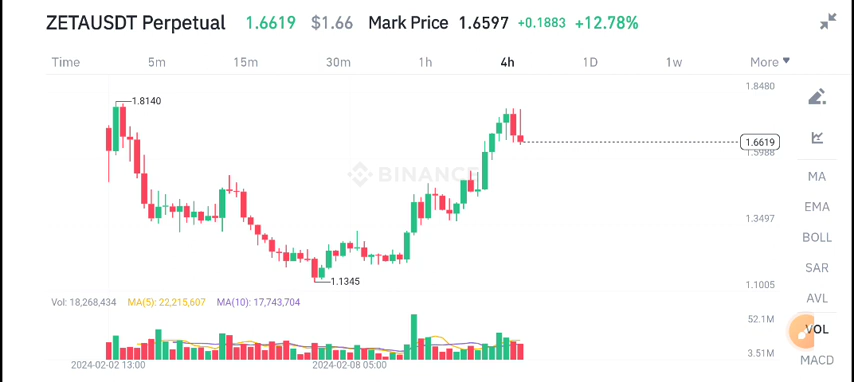 ZETAUSDT Perpetual 1.6619 $1.66 Mark Price 1.6597 +0.1883 +12.78%
Time 5m 15m 30m 1h 4h 1D 1w More
1.8480
1.8140
1.6619
1.5988
BINANCE
MA
EMA
1.3497
BOLL
SAR
1.1345
1.1005
AVL
Vol: 18,268,434 MA(5): 22,215,607 MA(10): 17,743,704
52.1M
VOL
3.51M
MACD
2024-02-02 13:00 2024-02-08 05:00